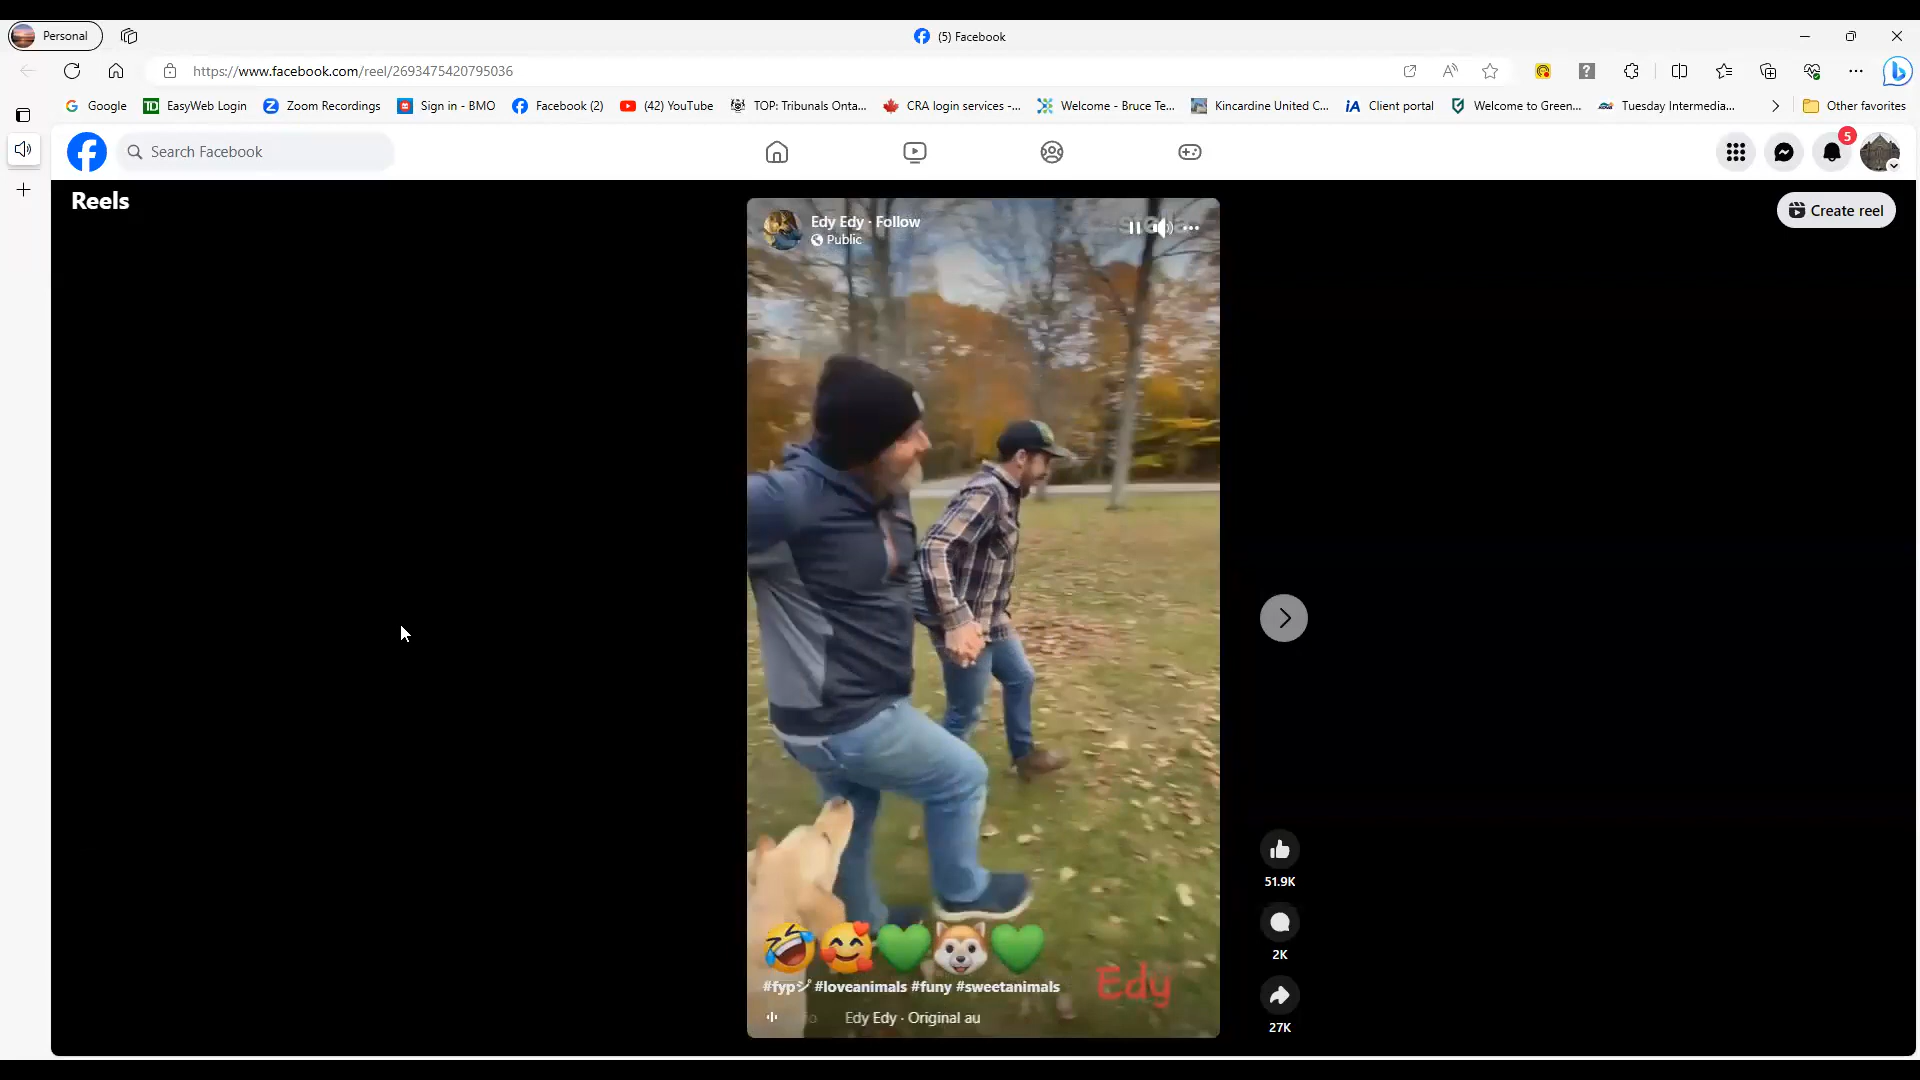 Personal
(5) Facebook
https://www.facebook.com/reel/2693475420795036
Google
EasyWeb Login
Zoom Recordings
Sign in - BMO
Facebook (2)
(42) YouTube
TOP: Tribunals Onta...
CRA login services -...
Welcome - Bruce Te...
Kincardine United C...
iA Client portal
Welcome to Green...
Tuesday Intermedia...
Other favorites
Search Facebook
5
Reels
Create reel
Edy Edy · Follow
Public
51.9K
2K
27K
#fypシ #loveanimals #funy #sweetanimals
Edy
Edy Edy · Original au